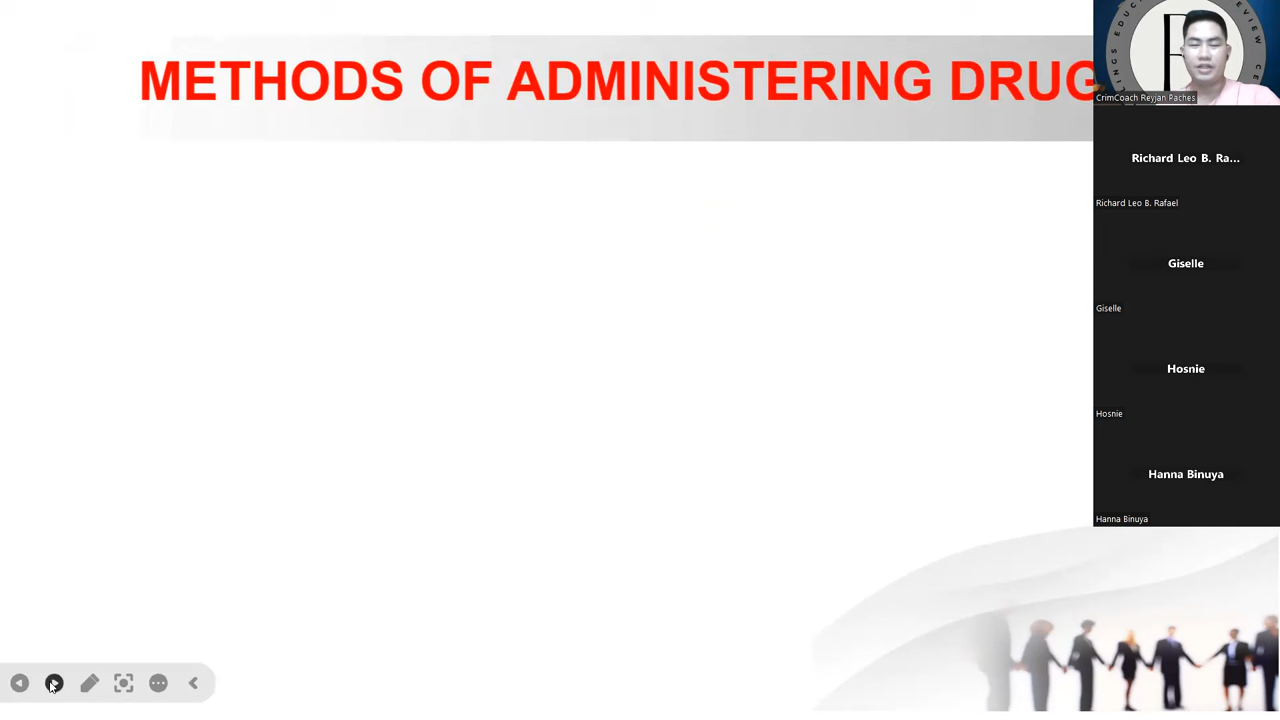 METHODS OF ADMINISTERING DRUG
CrimCoach Reyjan Paches
Richard Leo B. Ra...
Richard Leo B. Rafael
Giselle
Giselle
Hosnie
Hosnie
Hanna Binuya
Hanna Binuya